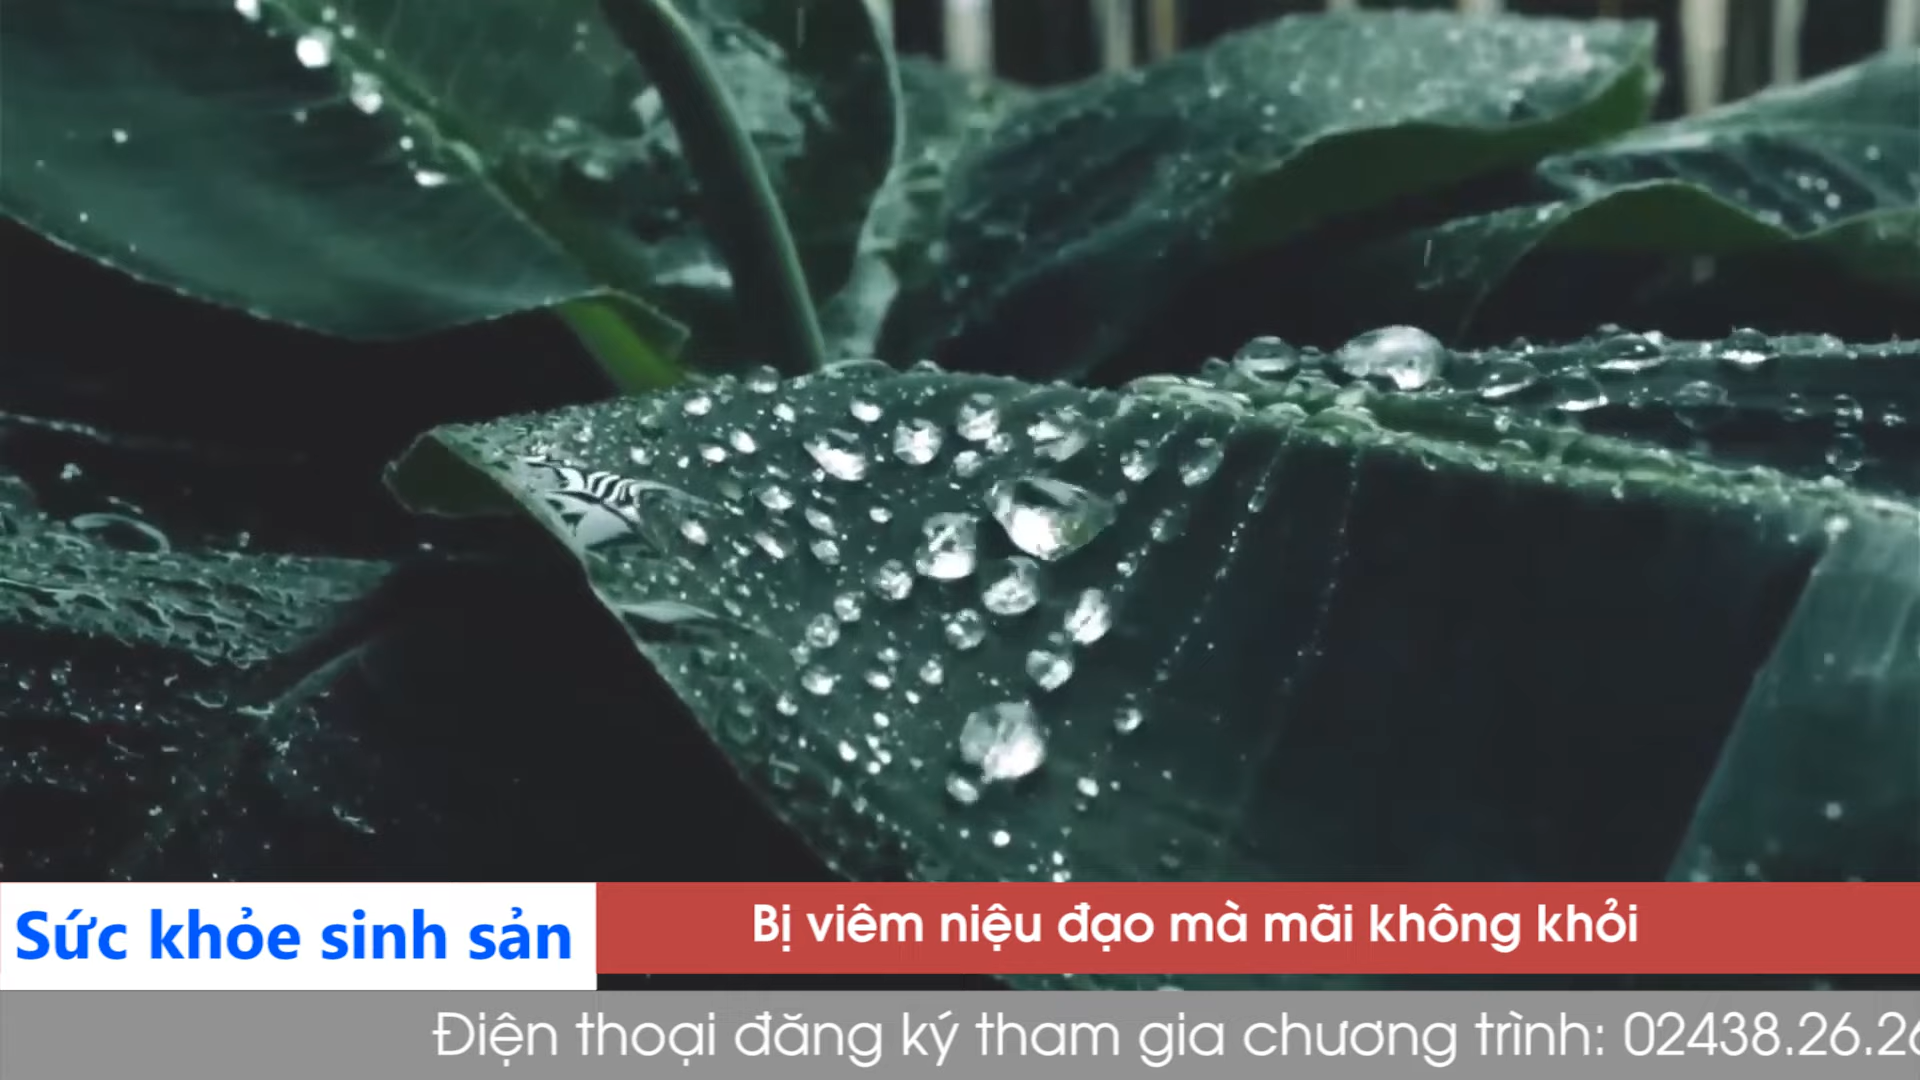 Sức khỏe sinh sản
Bị viêm niệu đạo mà mãi không khỏi
Điện thoại đăng ký tham gia chương trình: 02438.26.26